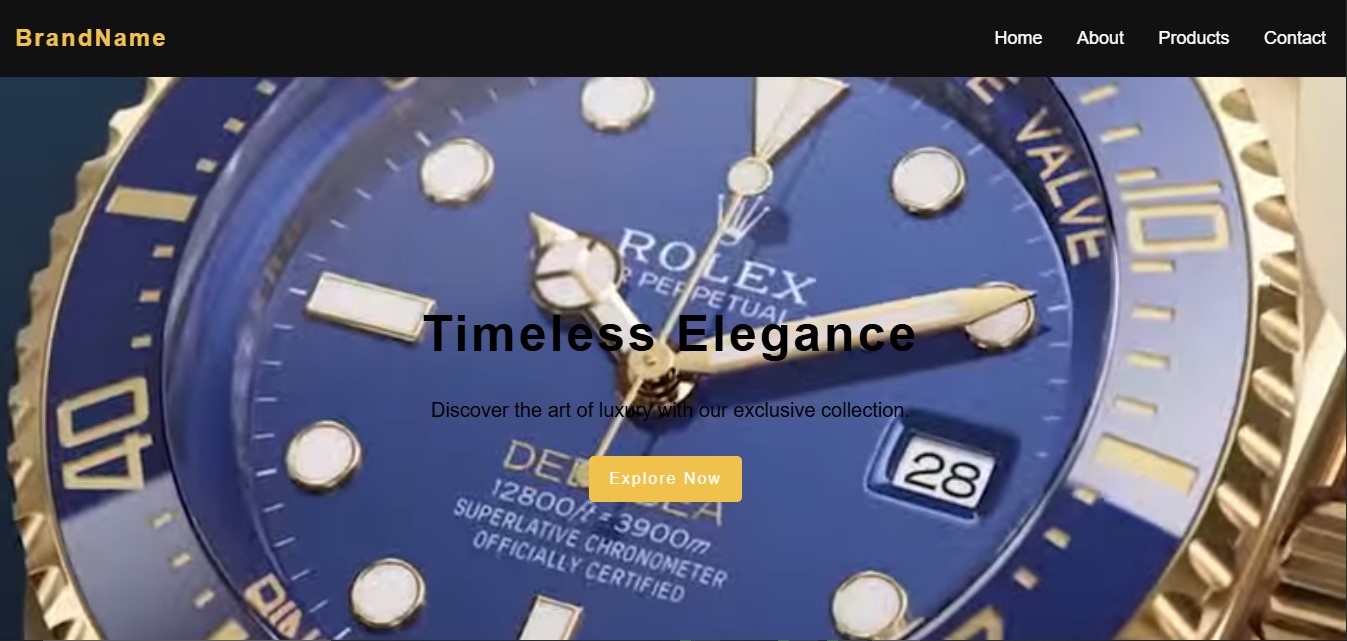 BrandName
Home About Products Contact
VALVE
10
ROLEX
PERPETUAL
Timeless Elegance
40
Discover the art of luxury with our exclusive collection.
28
Explore Now
12800ft = 3900m
SUPERLATIVE CHRONOMETER
OFFICIALLY CERTIFIED